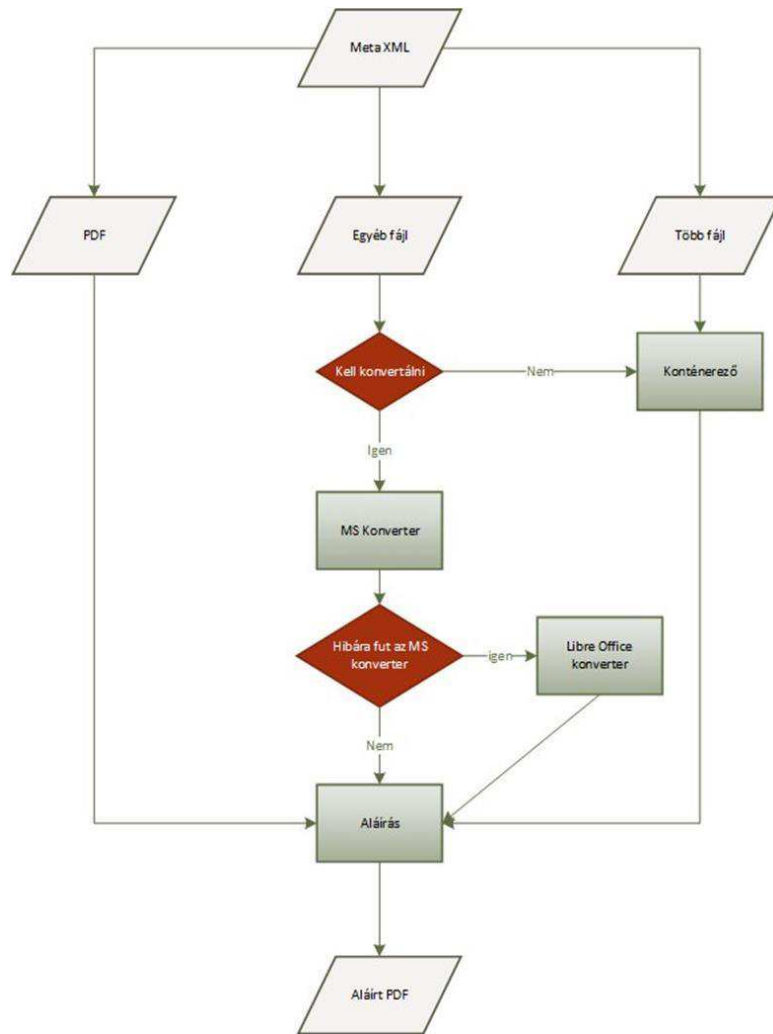 Meta XML
PDF
Egyéb fájl
Több fájl
Kell konvertálni
Nem
Konténerező
Igen
MS Konverter
Hibára fut az MS
konverter
igen
Libre Office
konverter
Nem
Aláírás
Aláírt PDF